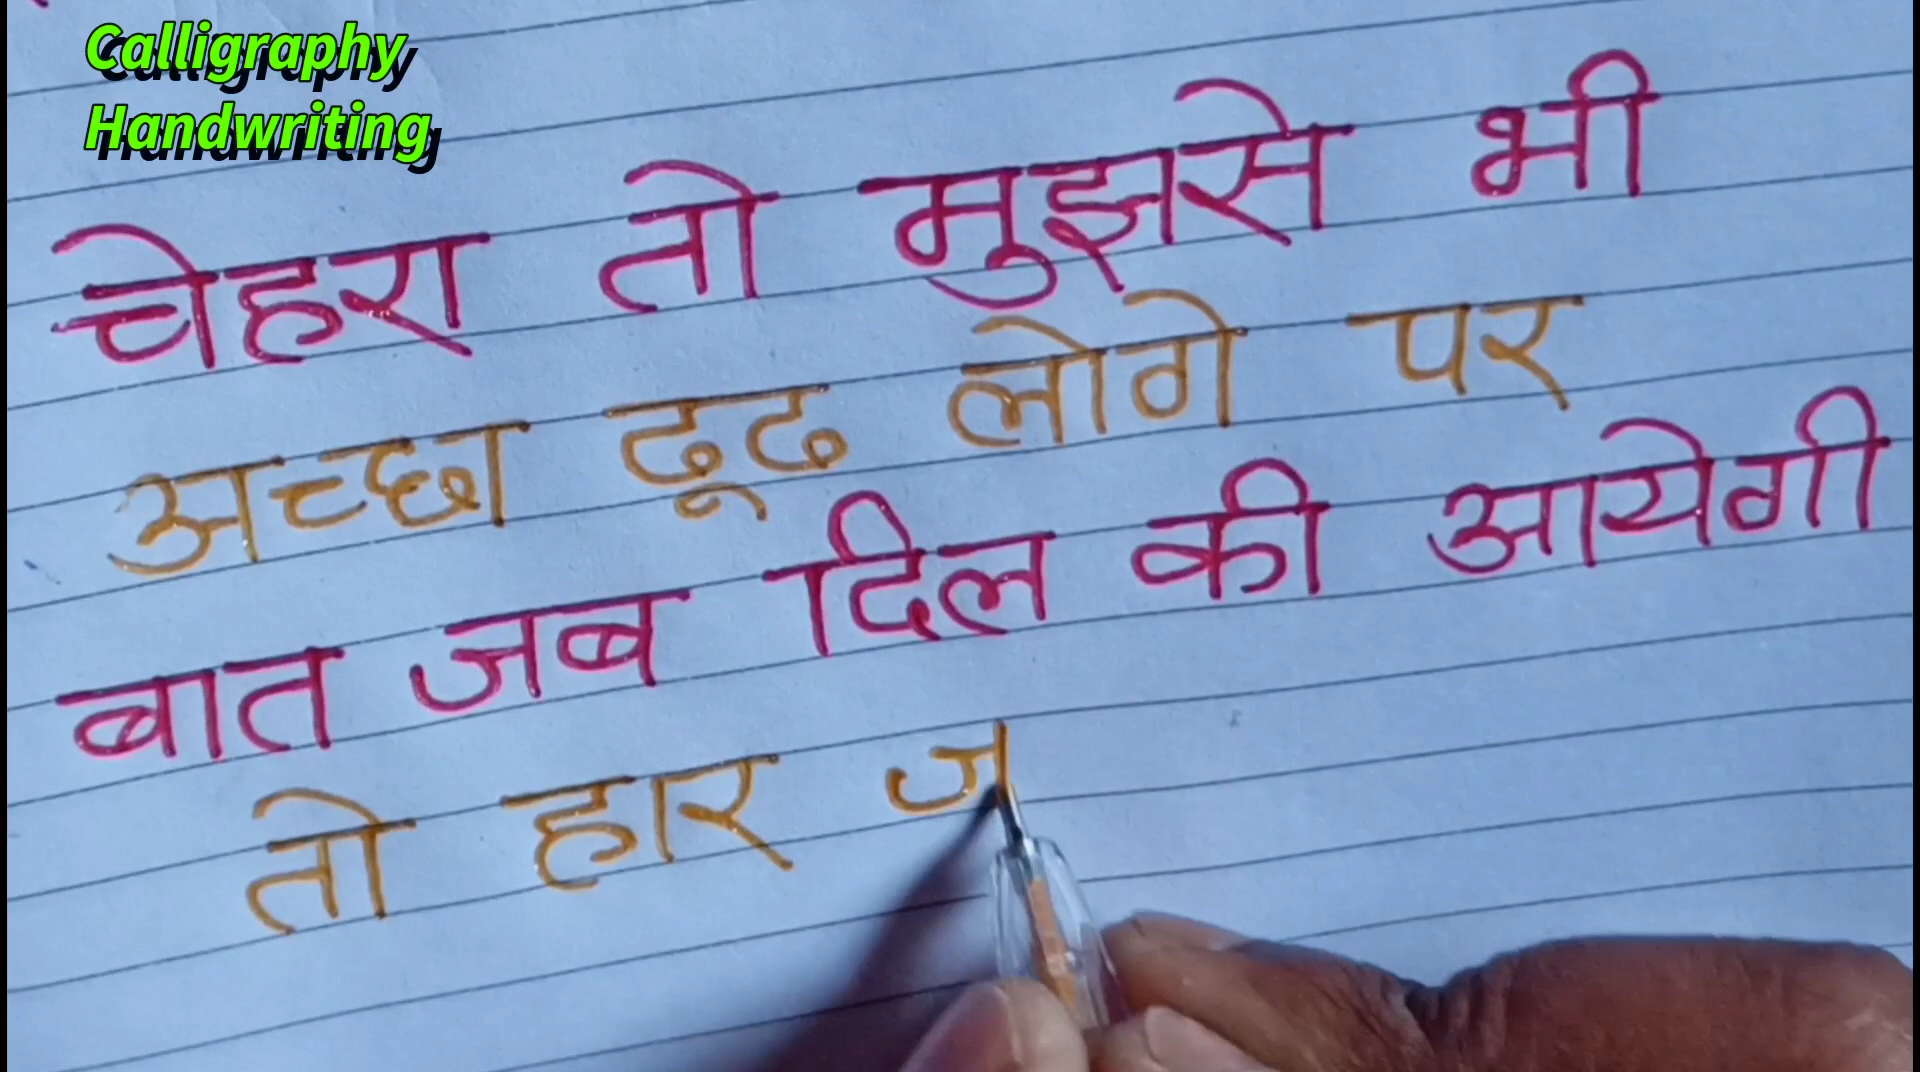 Calligraphy
Handwriting
चेहरा तो मुझसे भी
अच्छा ढूढ लोगे पर
बात जब दिल की आयेगी
तो हार ज